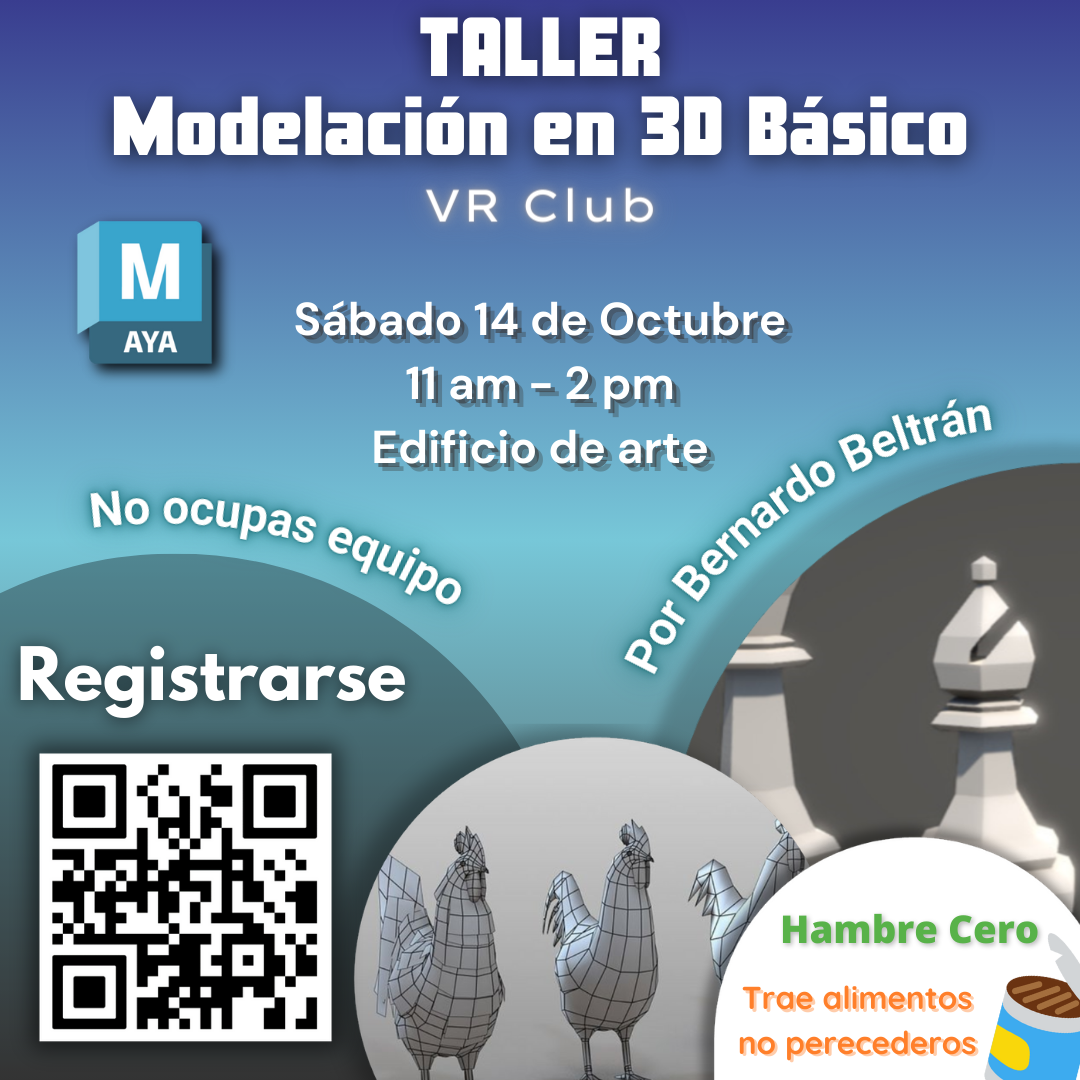 TALLER
Modelación en 3D Básico
VR Club
M
AYA
Sábado 14 de Octubre
11 am - 2 pm
Edificio de arte
No ocupas equipo
Por Bernardo Beltrán
Registrarse
Hambre Cero
Trae alimentos
no perecederos